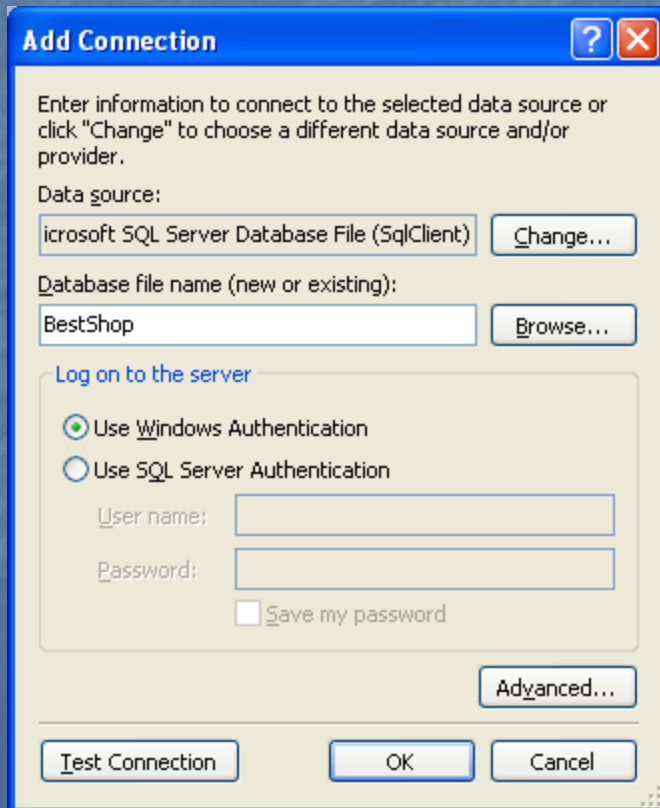 Add Connection
Enter information to connect to the selected data source or
click "Change" to choose a different data source and/or
provider.
Data source:
icrosoft SQL Server Database File (SqlClient)
Change...
Database file name (new or existing):
BestShop
Browse...
Log on to the server
Use Windows Authentication
Use SQL Server Authentication
User name:
Password:
Save my password
Advanced...
Test Connection
OK
Cancel